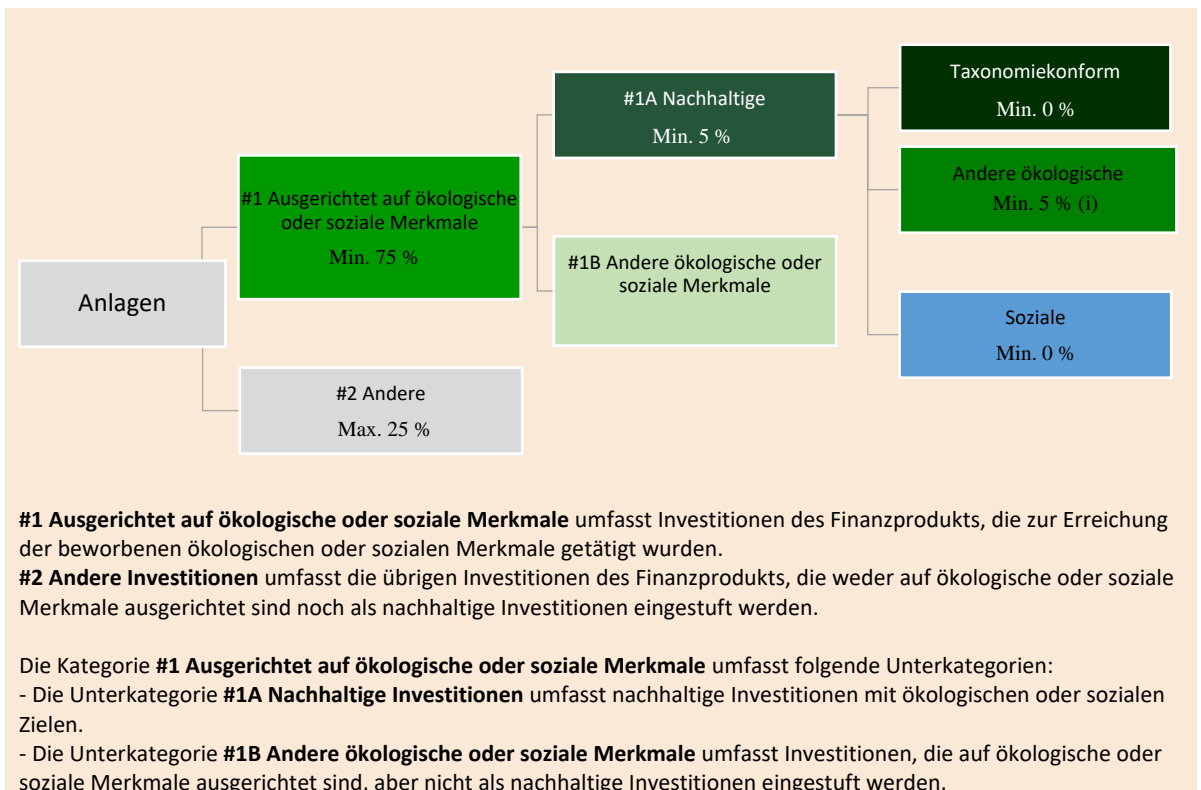 Taxonomiekonform
Min. 0 %
#1A Nachhaltige
Min. 5 %
Andere ökologische
Min. 5 % (i)
#1 Ausgerichtet auf ökologische
oder soziale Merkmale
Min. 75 %
#1B Andere ökologische oder
soziale Merkmale
Anlagen
Soziale
Min. 0 %
#2 Andere
Max. 25 %
#1 Ausgerichtet auf ökologische oder soziale Merkmale umfasst Investitionen des Finanzprodukts, die zur Erreichung
der beworbenen ökologischen oder sozialen Merkmale getätigt wurden.
#2 Andere Investitionen umfasst die übrigen Investitionen des Finanzprodukts, die weder auf ökologische oder soziale
Merkmale ausgerichtet sind noch als nachhaltige Investitionen eingestuft werden.
Die Kategorie #1 Ausgerichtet auf ökologische oder soziale Merkmale umfasst folgende Unterkategorien:
- Die Unterkategorie #1A Nachhaltige Investitionen umfasst nachhaltige Investitionen mit ökologischen oder sozialen
Zielen.
- Die Unterkategorie #1B Andere ökologische oder soziale Merkmale umfasst Investitionen, die auf ökologische oder
soziale Merkmale ausgerichtet sind, aber nicht als nachhaltige Investitionen eingestuft werden.